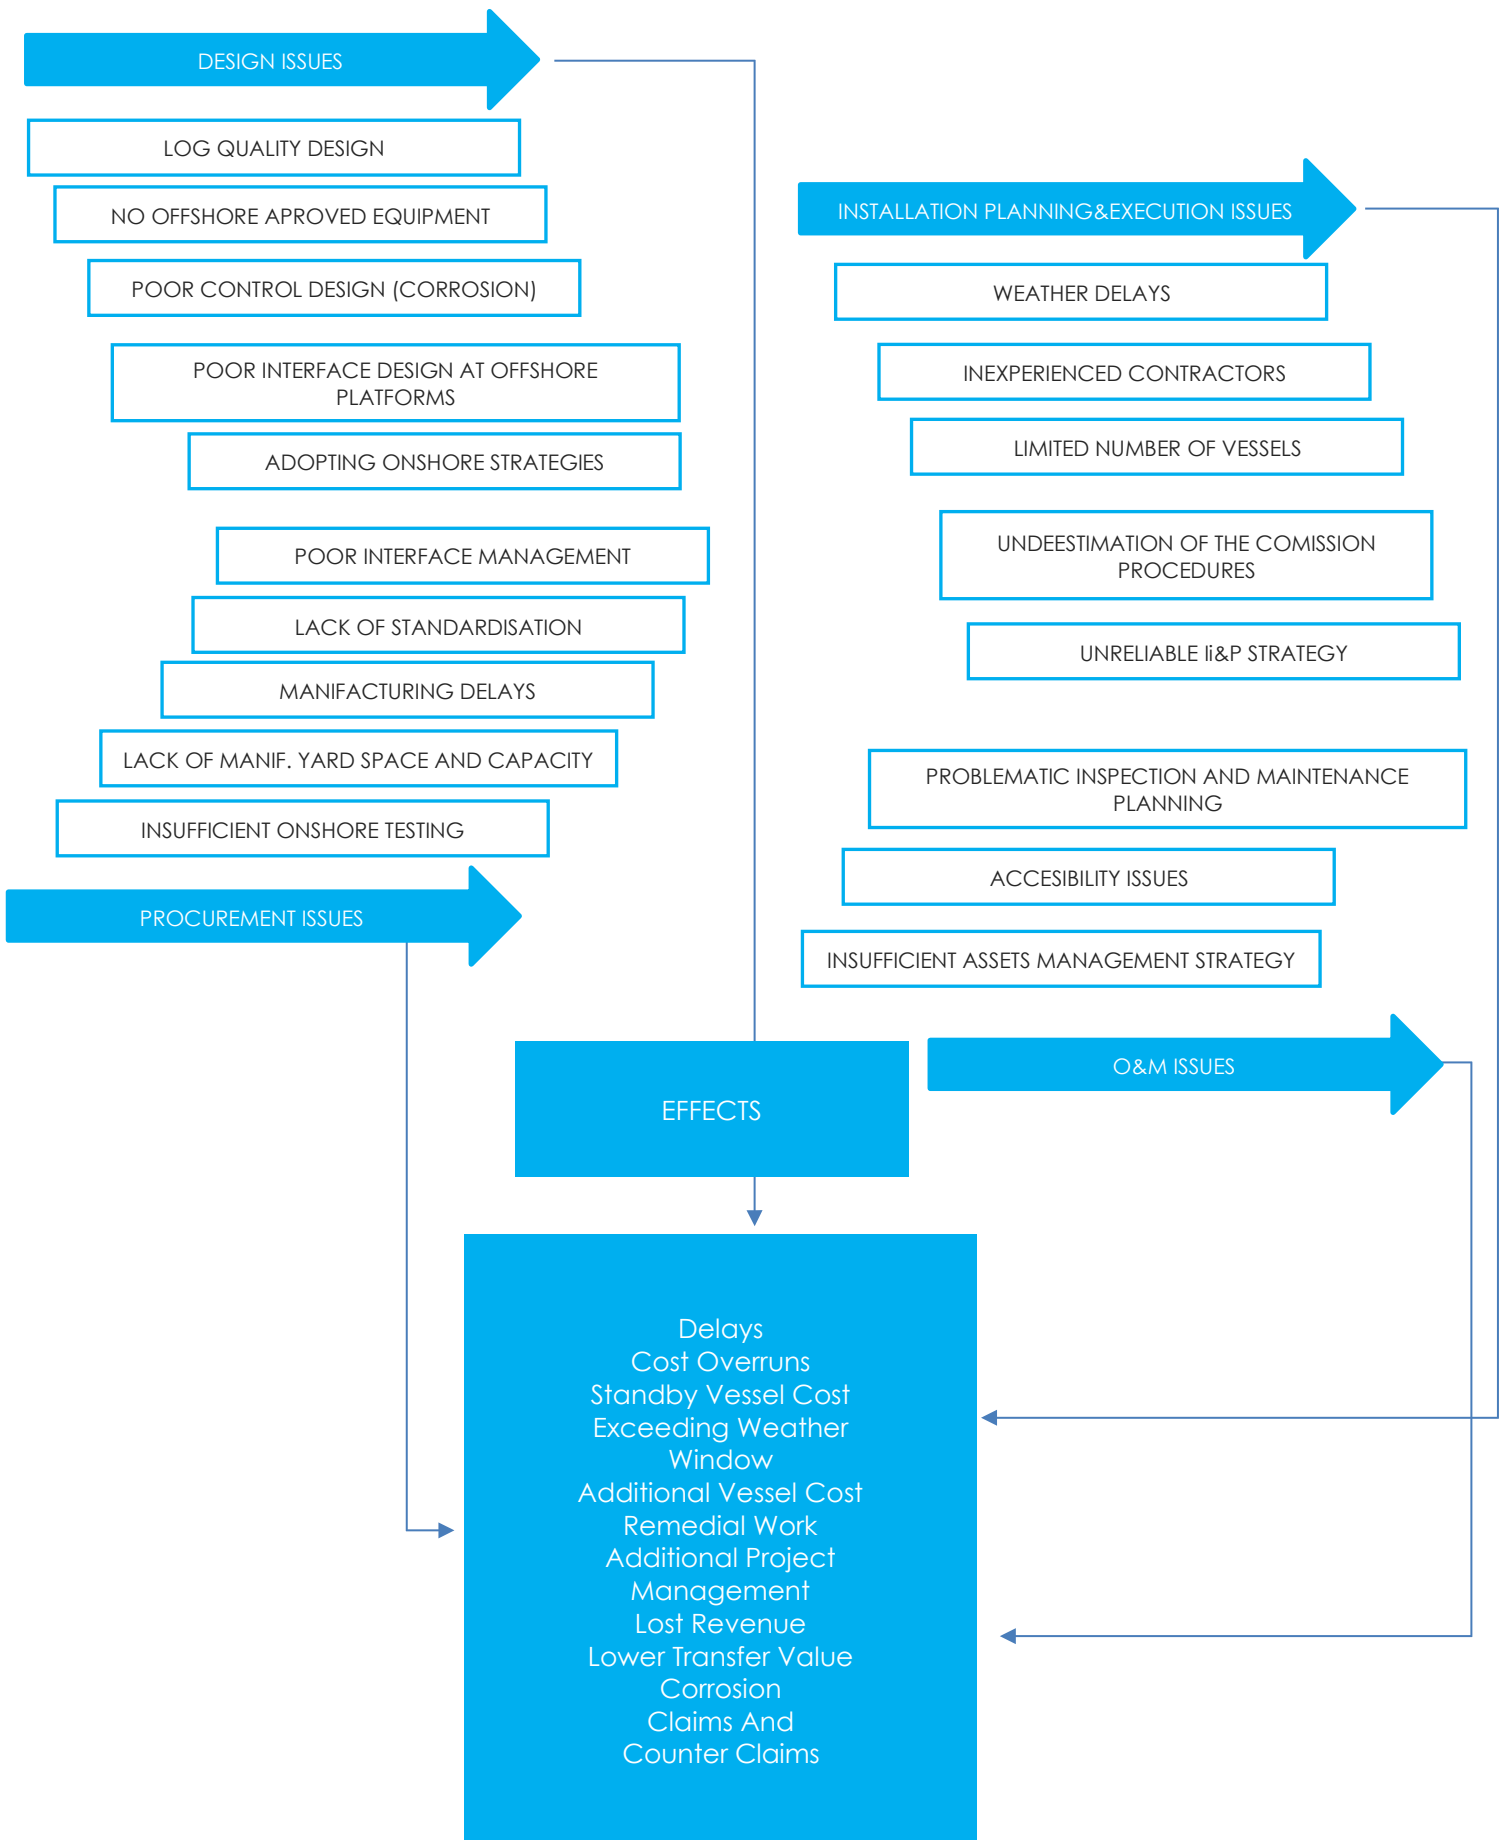 DESIGN ISSUES
LOG QUALITY DESIGN
NO OFFSHORE APROVED EQUIPMENT
POOR CONTROL DESIGN (CORROSION)
POOR INTERFACE DESIGN AT OFFSHORE
PLATFORMS
ADOPTING ONSHORE STRATEGIES
POOR INTERFACE MANAGEMENT
LACK OF STANDARDISATION
MANIFACTURING DELAYS
LACK OF MANIF. YARD SPACE AND CAPACITY
INSUFFICIENT ONSHORE TESTING
PROCUREMENT ISSUES
INSTALLATION PLANNING&EXECUTION ISSUES
WEATHER DELAYS
INEXPERIENCED CONTRACTORS
LIMITED NUMBER OF VESSELS
UNDEESTIMATION OF THE COMISSION
PROCEDURES
UNRELIABLE Ii&P STRATEGY
PROBLEMATIC INSPECTION AND MAINTENANCE
PLANNING
ACCESIBILITY ISSUES
INSUFFICIENT ASSETS MANAGEMENT STRATEGY
O&M ISSUES
EFFECTS
Delays
Cost Overruns
Standby Vessel Cost
Exceeding Weather
Window
Additional Vessel Cost
Remedial Work
Additional Project
Management
Lost Revenue
Lower Transfer Value
Corrosion
Claims And
Counter Claims